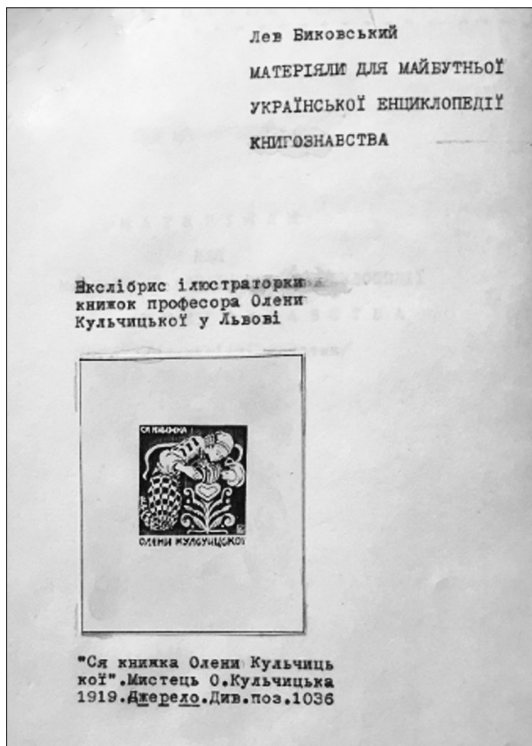 Лев Биковський
МАТЕРІЯЛИ ДЛЯ МАЙБУТНЬОЇ
УКРАЇНСЬКОЇ ЕНЦИКЛОПЕДІЇ
КНИГОЗНАВСТВА
Екслібрис ілюстраторки
книжок професора Олени
Кульчицької у Львові
СЯ КНИЖКА
ОЛЕНИ КУЛЬЧИЦЬКОЇ
"Ся книжка Олени Кульчиць
кої".Мистець О.Кульчицька
1919.Джерело.Див.поз.1036